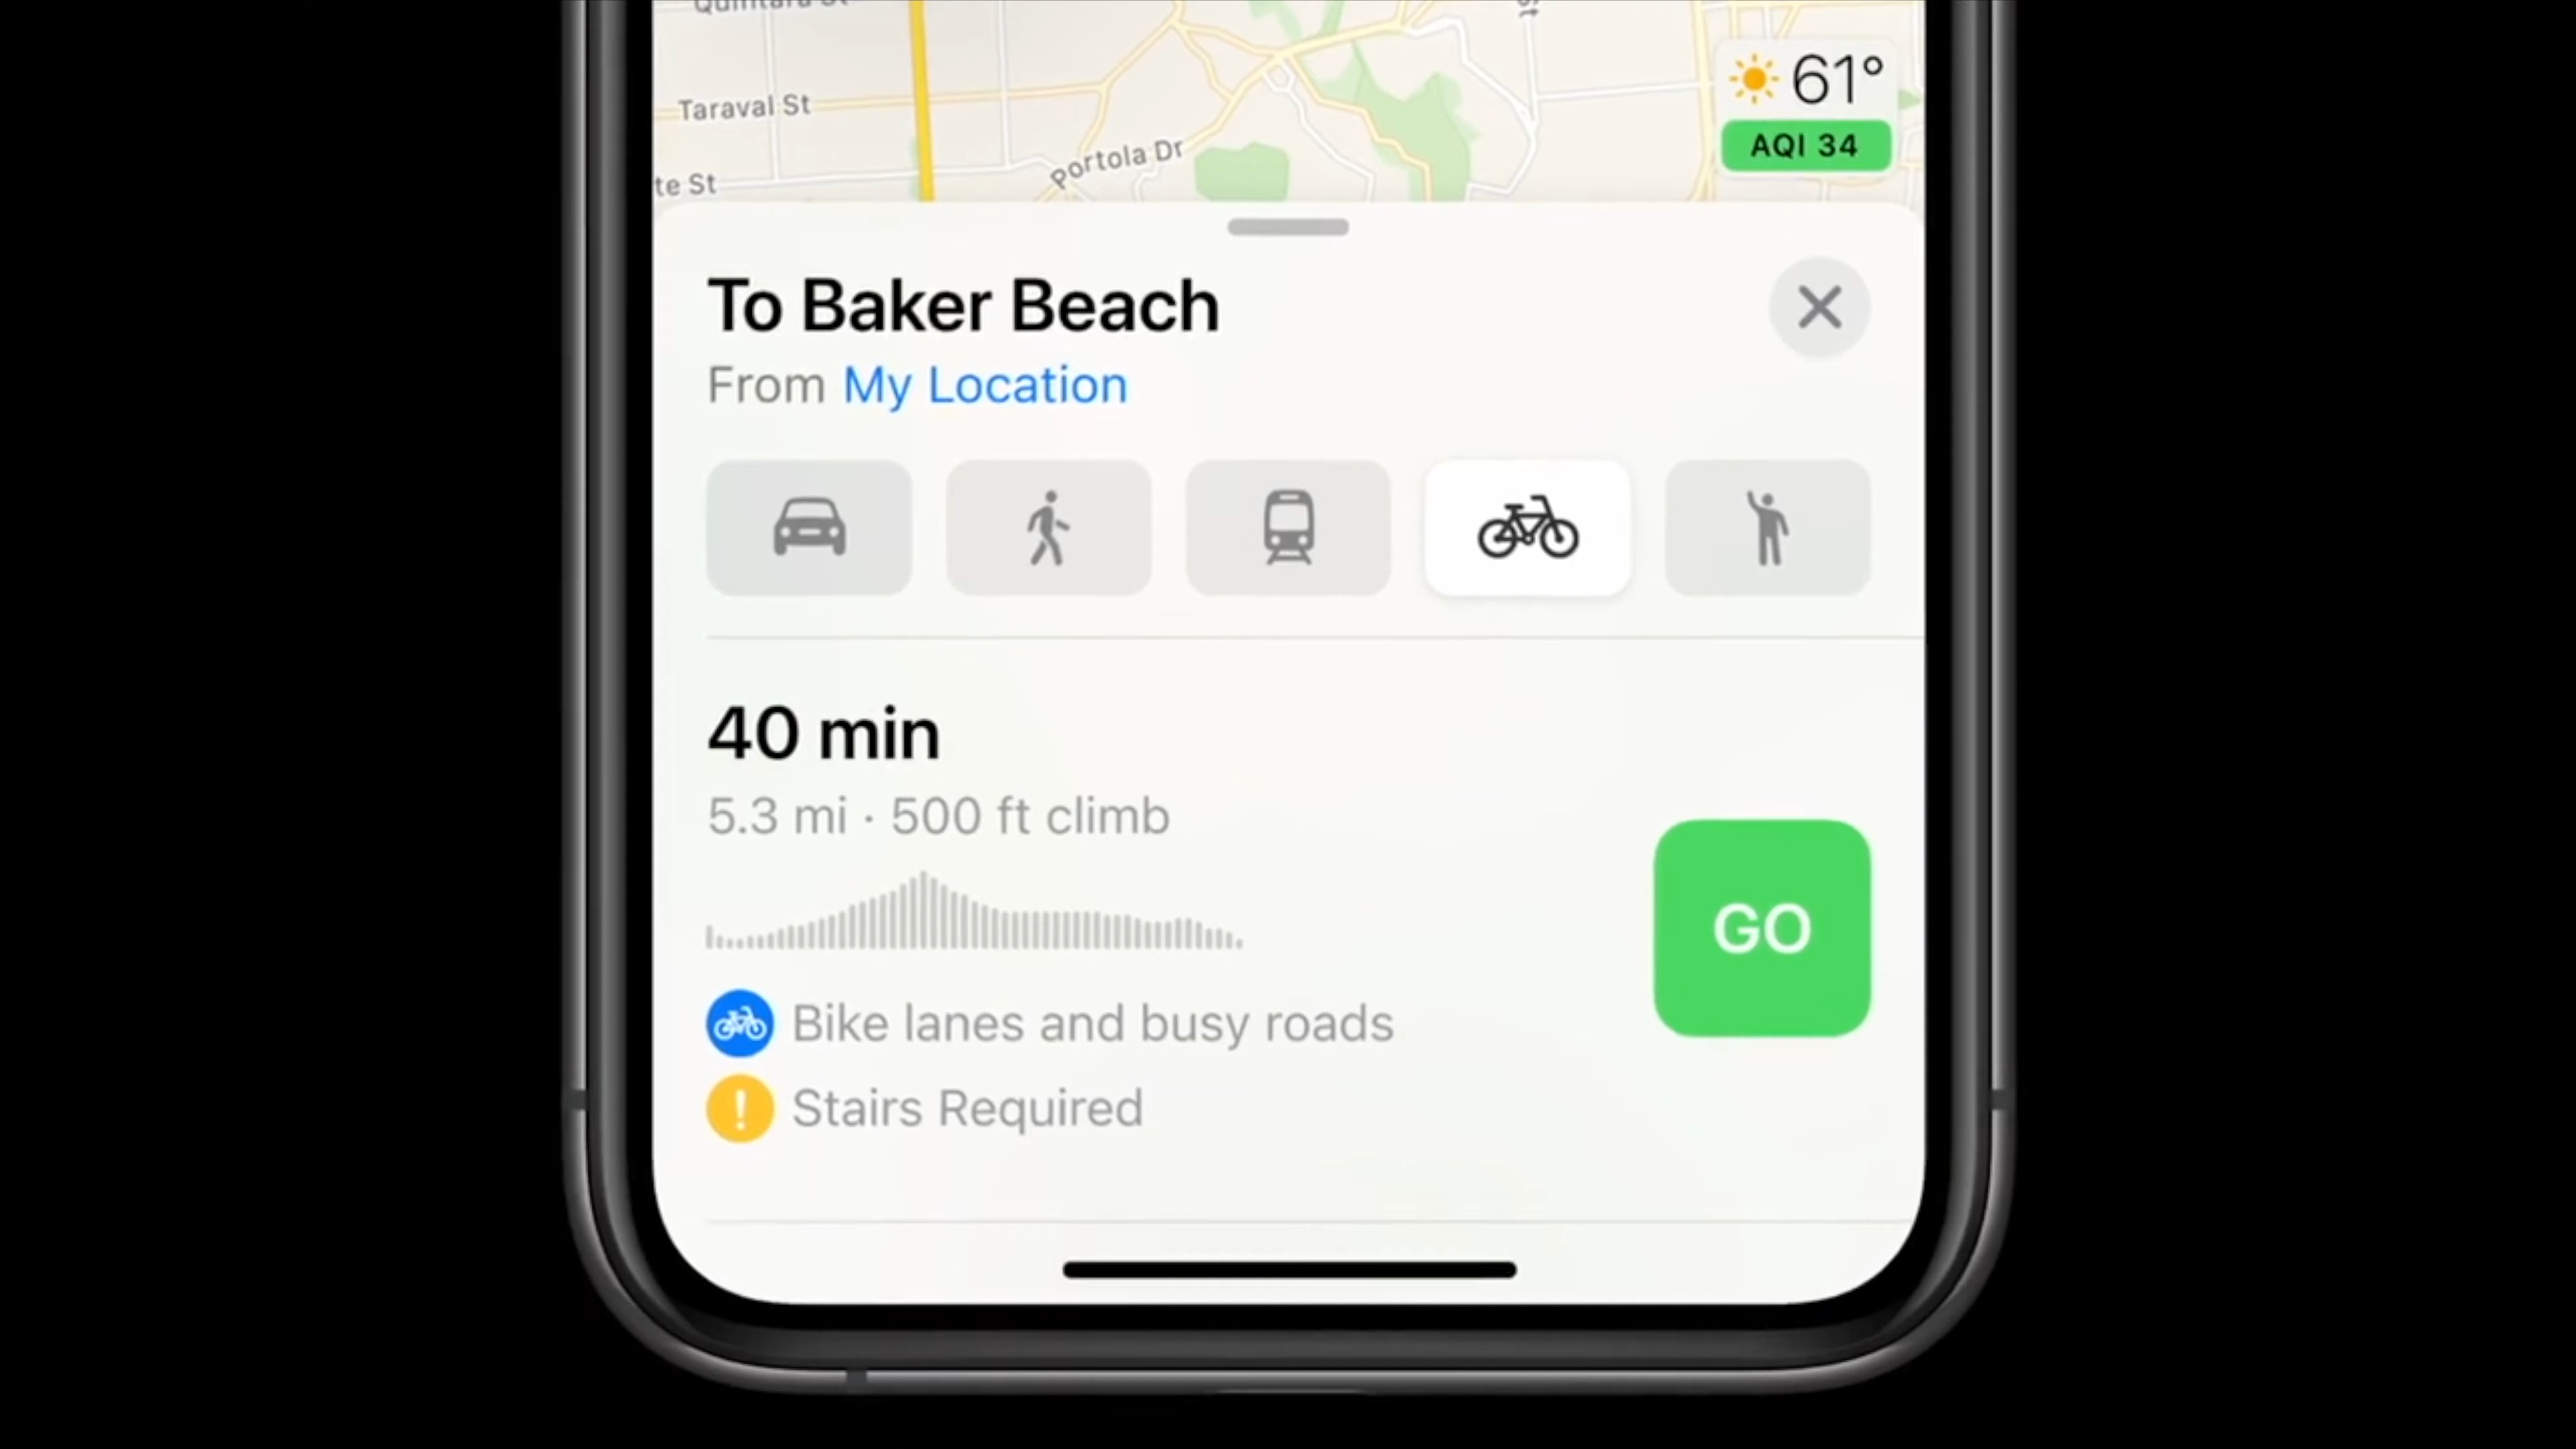 Taraval St
Portola Dr
te St
61°
AQI 34
To Baker Beach
From My Location
40 min
5.3 mi · 500 ft climb
GO
Bike lanes and busy roads
Stairs Required